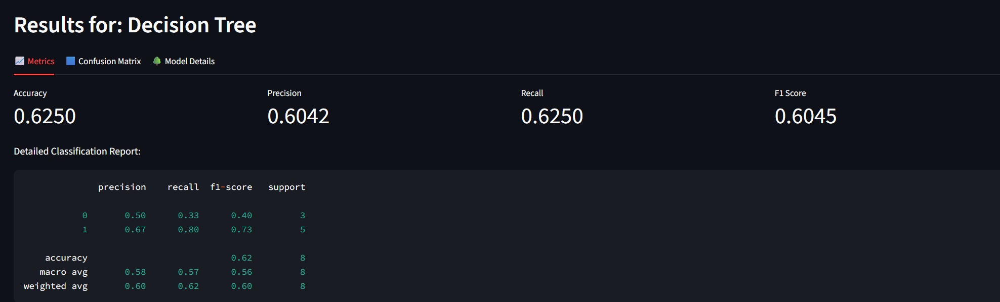 Results for: Decision Tree
Metrics Confusion Matrix Model Details
Accuracy Precision Recall F1 Score
0.6250 0.6042 0.6250 0.6045
Detailed Classification Report:
precision recall f1-score support
0 0.50 0.33 0.40 3
1 0.67 0.80 0.73 5
accuracy 0.62 8
macro avg 0.58 0.57 0.56 8
weighted avg 0.60 0.62 0.60 8